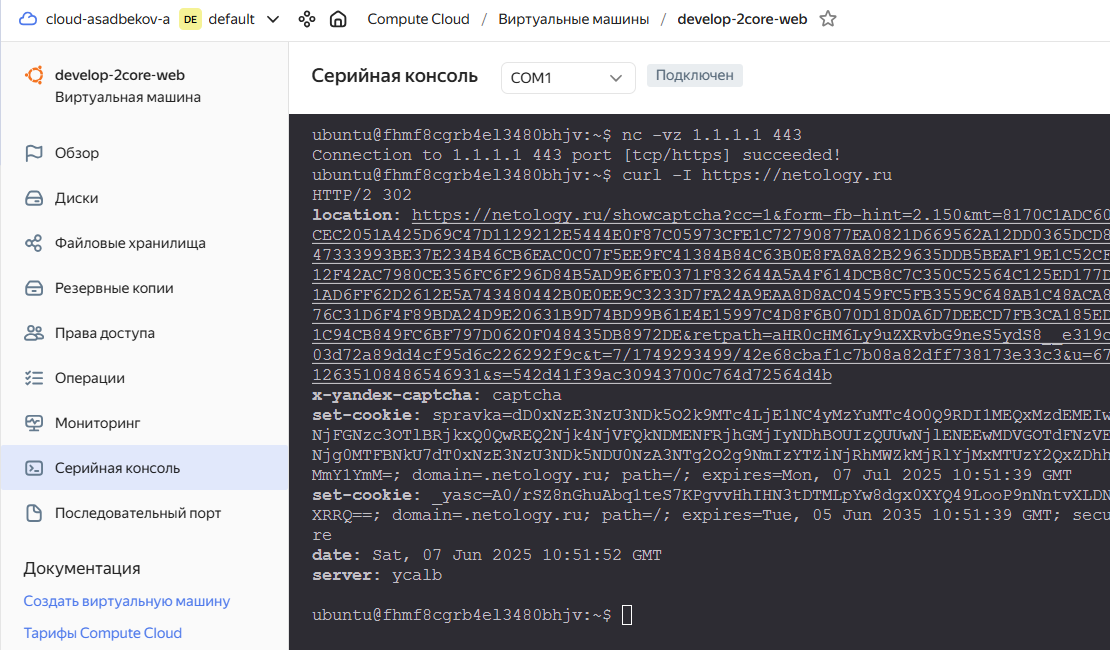 cloud-asadbekov-a DE default Compute Cloud / Виртуальные машины / develop-2core-web
develop-2core-web
Виртуальная машина
Обзор
Диски
Файловые хранилища
Резервные копии
Права доступа
Операции
Мониторинг
Серийная консоль
Последовательный порт
Документация
Создать виртуальную машину
Тарифы Compute Cloud
Серийная консоль COM1 Подключен
ubuntu@fhmf8cgrb4el3480bhjv:~$ nc -vz 1.1.1.1 443
Connection to 1.1.1.1 443 port [tcp/https] succeeded!
ubuntu@fhmf8cgrb4el3480bhjv:~$ curl -I https://netology.ru
HTTP/2 302
location: https://netology.ru/showcaptcha?cc=1&form-fb-hint=2.150&mt=8170C1ADC60
CEC2051A425D69C47D1129212E5444E0F87C05973CFE1C72790877EA0821D669562A12DD0365DCD8
47333993BE37E234B46CB6EAC0C07F5EE9FC41384B84C63B0E8FA8A82B29635DDB5BEAF19E1C52CF
12F42AC7980CE356FC6F296D84B5AD9E6FE0371F832644A5A4F614DCB8C7C350C52564C125ED177D
1AD6FF62D2612E5A743480442B0E0EE9C3233D7FA24A9EAA8D8AC0459FC5FB3559C648AB1C48ACA8
76C31D6F4F89BDA24D9E20631B9D74BD99B61E4E15997C4D8F6B070D18D0A6D7DEECD7FB3CA185ED
1C94CB849FC6BF797D0620F048435DB8972DE&retpath=aHR0cHM6Ly9uZXRvbG9neS5ydS8__e319c
03d72a89dd4cf95d6c226292f9c&t=7/1749293499/42e68cbaf1c7b08a82dff738173e33c3&u=67
12635108486546931&s=542d41f39ac30943700c764d72564d4b
x-yandex-captcha: captcha
set-cookie: spravka=dD0xNzE3NzU3NDk5O2k9MTc4LjE1NC4yMzYuMTc4O0Q9RDI1MEQxMzdEMEIw
NjFGNzc3OTlBRjkxQ0QwREQ2Njk4NjVFQkNDMENFRjhGMjIyNDhBOUIzQUUwNjlENEEwMDVGOTdFNzVE
Njg0MTFBNkU7dT0xNzE3NzU3NDk5NDU0NzA3NTg2O2g9NmIzYTZiNjRhMWZkMjRlYjMxMTUzY2QxZDhh
MmY1YmM=; domain=.netology.ru; path=/; expires=Mon, 07 Jul 2025 10:51:39 GMT
set-cookie: _yasc=A0/rSZ8nGhuAbq1teS7KPgvvHhIHN3tDTMLpYw8dgx0XYQ49LooP9nNntvXLDN
XRRQ==; domain=.netology.ru; path=/; expires=Tue, 05 Jun 2035 10:51:39 GMT; secu
re
date: Sat, 07 Jun 2025 10:51:52 GMT
server: ycalb
ubuntu@fhmf8cgrb4el3480bhjv:~$